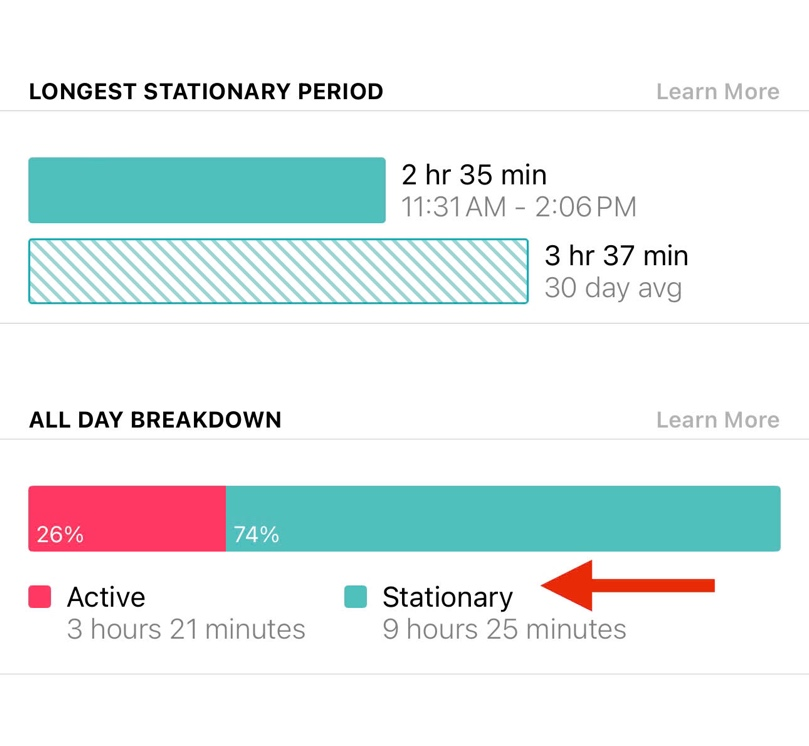 LONGEST STATIONARY PERIOD
Learn More
2 hr 35 min
11:31 AM – 2:06 PM
3 hr 37 min
30 day avg
ALL DAY BREAKDOWN
Learn More
26%
74%
Active
Stationary
3 hours 21 minutes
9 hours 25 minutes